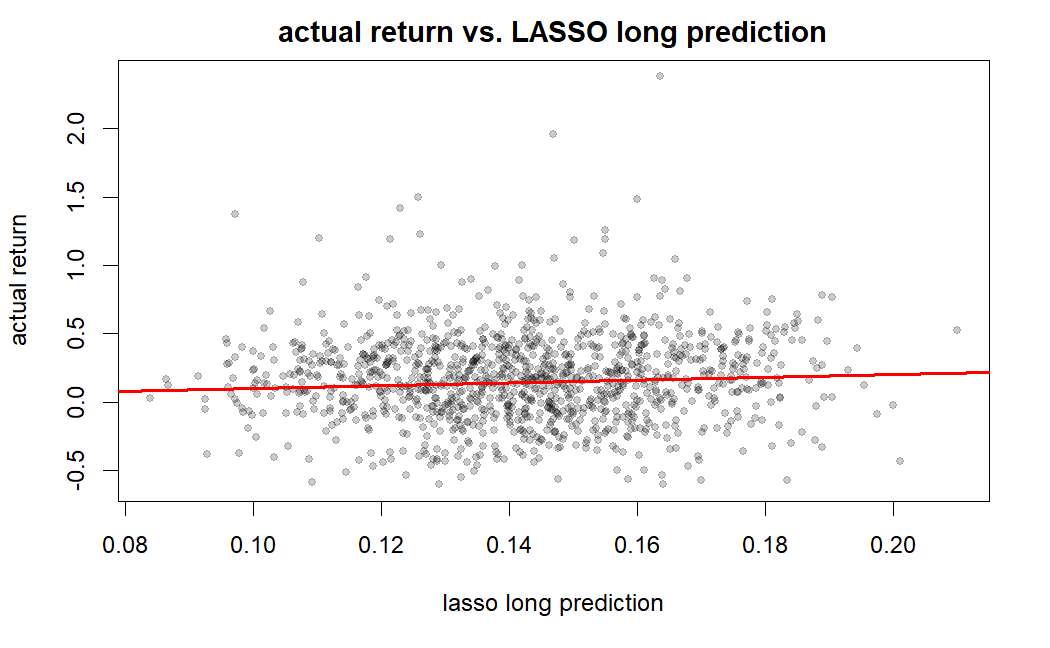 actual return vs. LASSO long prediction
actual return
2.0
1.5
1.0
0.5
0.0
-0.5
0.08 0.10 0.12 0.14 0.16 0.18 0.20
lasso long prediction